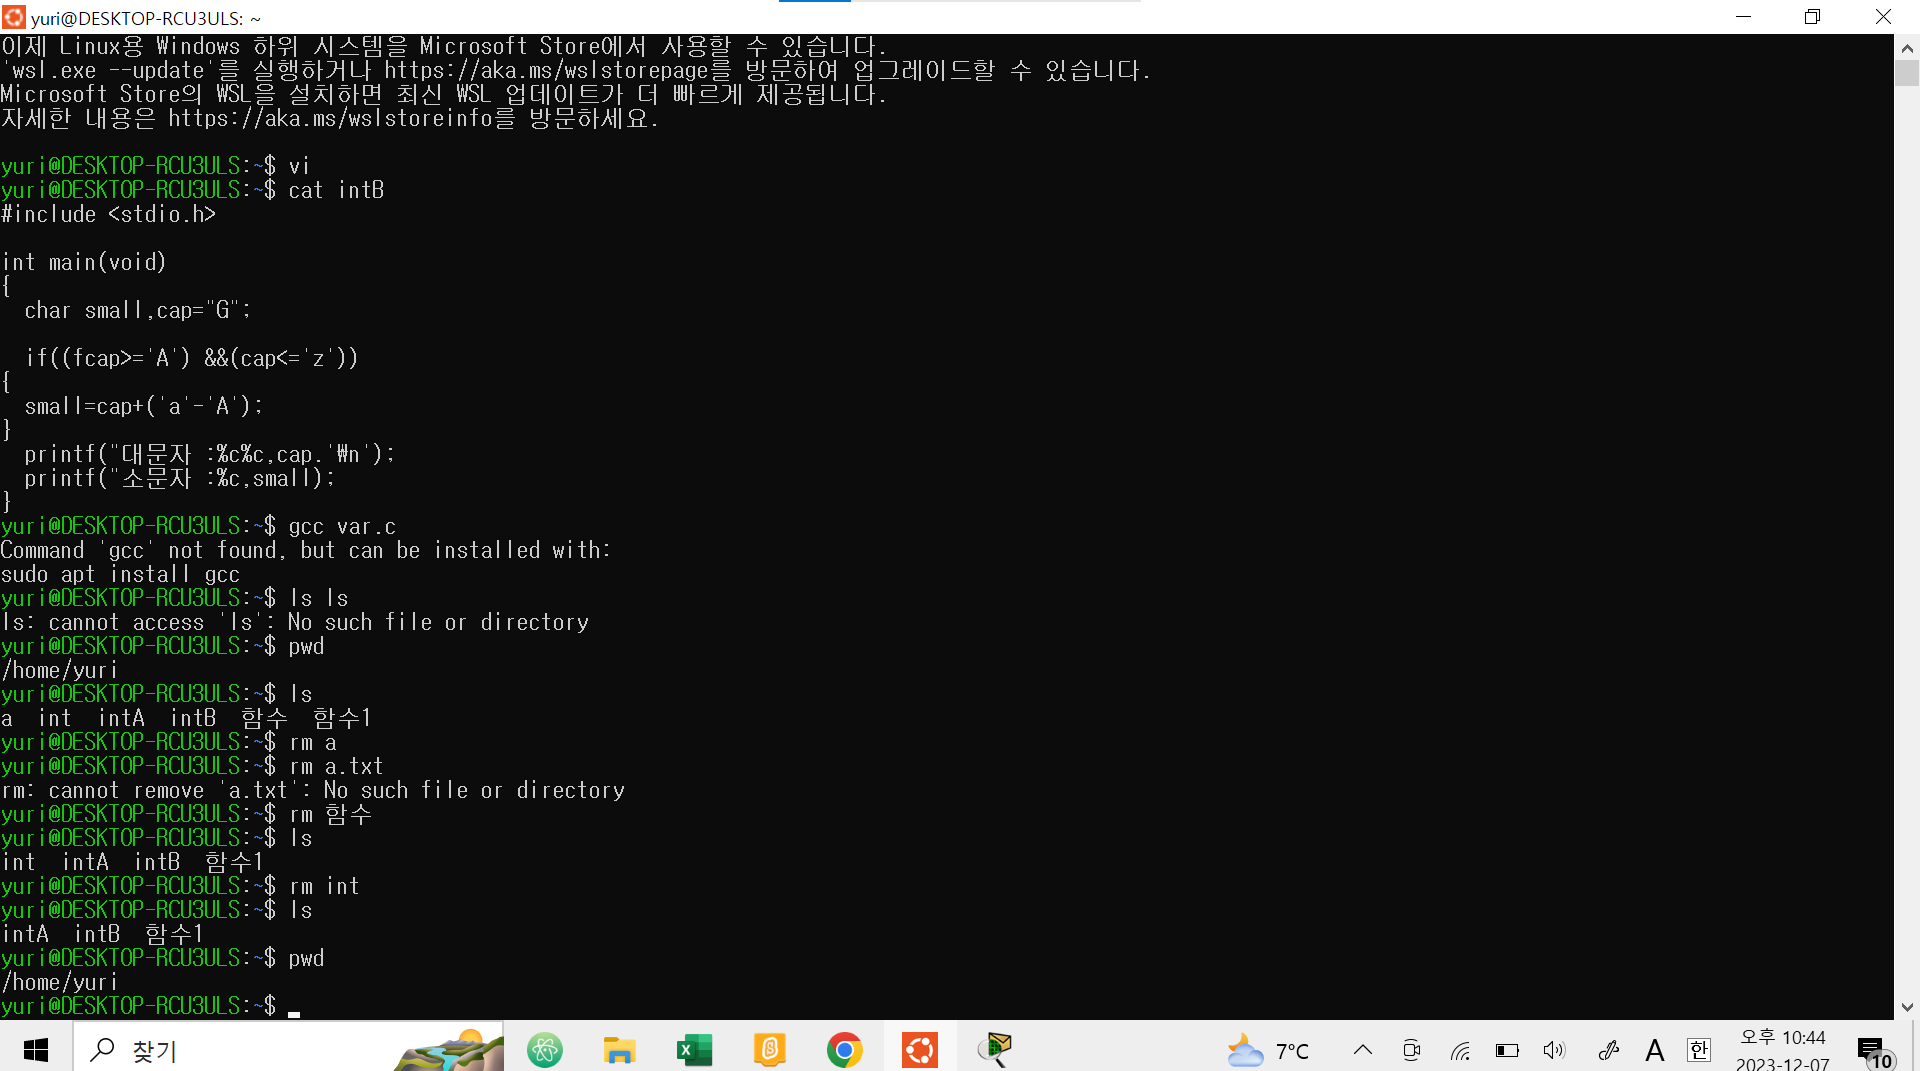 yuri@DESKTOP-RCU3ULS: ~
이제 Linux용 Windows 하위 시스템을 Microsoft Store에서 사용할 수 있습니다.
'wsl.exe --update'를 실행하거나 https://aka.ms/wslstorepage를 방문하여 업그레이드할 수 있습니다.
Microsoft Store의 WSL을 설치하면 최신 WSL 업데이트가 더 빠르게 제공됩니다.
자세한 내용은 https://aka.ms/wslstoreinfo를 방문하세요.
yuri@DESKTOP-RCU3ULS:~$ vi
yuri@DESKTOP-RCU3ULS:~$ cat intB
#include <stdio.h>
int main(void)
{
  char small,cap="G";
  if((fcap>='A') &&(cap<='z'))
{
  small=cap+('a'-'A');
}
  printf("대문자 :%c%c,cap.'₩n');
  printf("소문자 :%c,small);
}
yuri@DESKTOP-RCU3ULS:~$ gcc var.c
Command 'gcc' not found, but can be installed with:
sudo apt install gcc
yuri@DESKTOP-RCU3ULS:~$ ls ls
ls: cannot access 'ls': No such file or directory
yuri@DESKTOP-RCU3ULS:~$ pwd
/home/yuri
yuri@DESKTOP-RCU3ULS:~$ ls
a  int  intA  intB  함수  함수1
yuri@DESKTOP-RCU3ULS:~$ rm a
yuri@DESKTOP-RCU3ULS:~$ rm a.txt
rm: cannot remove 'a.txt': No such file or directory
yuri@DESKTOP-RCU3ULS:~$ rm 함수
yuri@DESKTOP-RCU3ULS:~$ ls
int  intA  intB  함수1
yuri@DESKTOP-RCU3ULS:~$ rm int
yuri@DESKTOP-RCU3ULS:~$ ls
intA  intB  함수1
yuri@DESKTOP-RCU3ULS:~$ pwd
/home/yuri
yuri@DESKTOP-RCU3ULS:~$
찾기
7°C
A
한
오후 10:44
2023-12-07
10